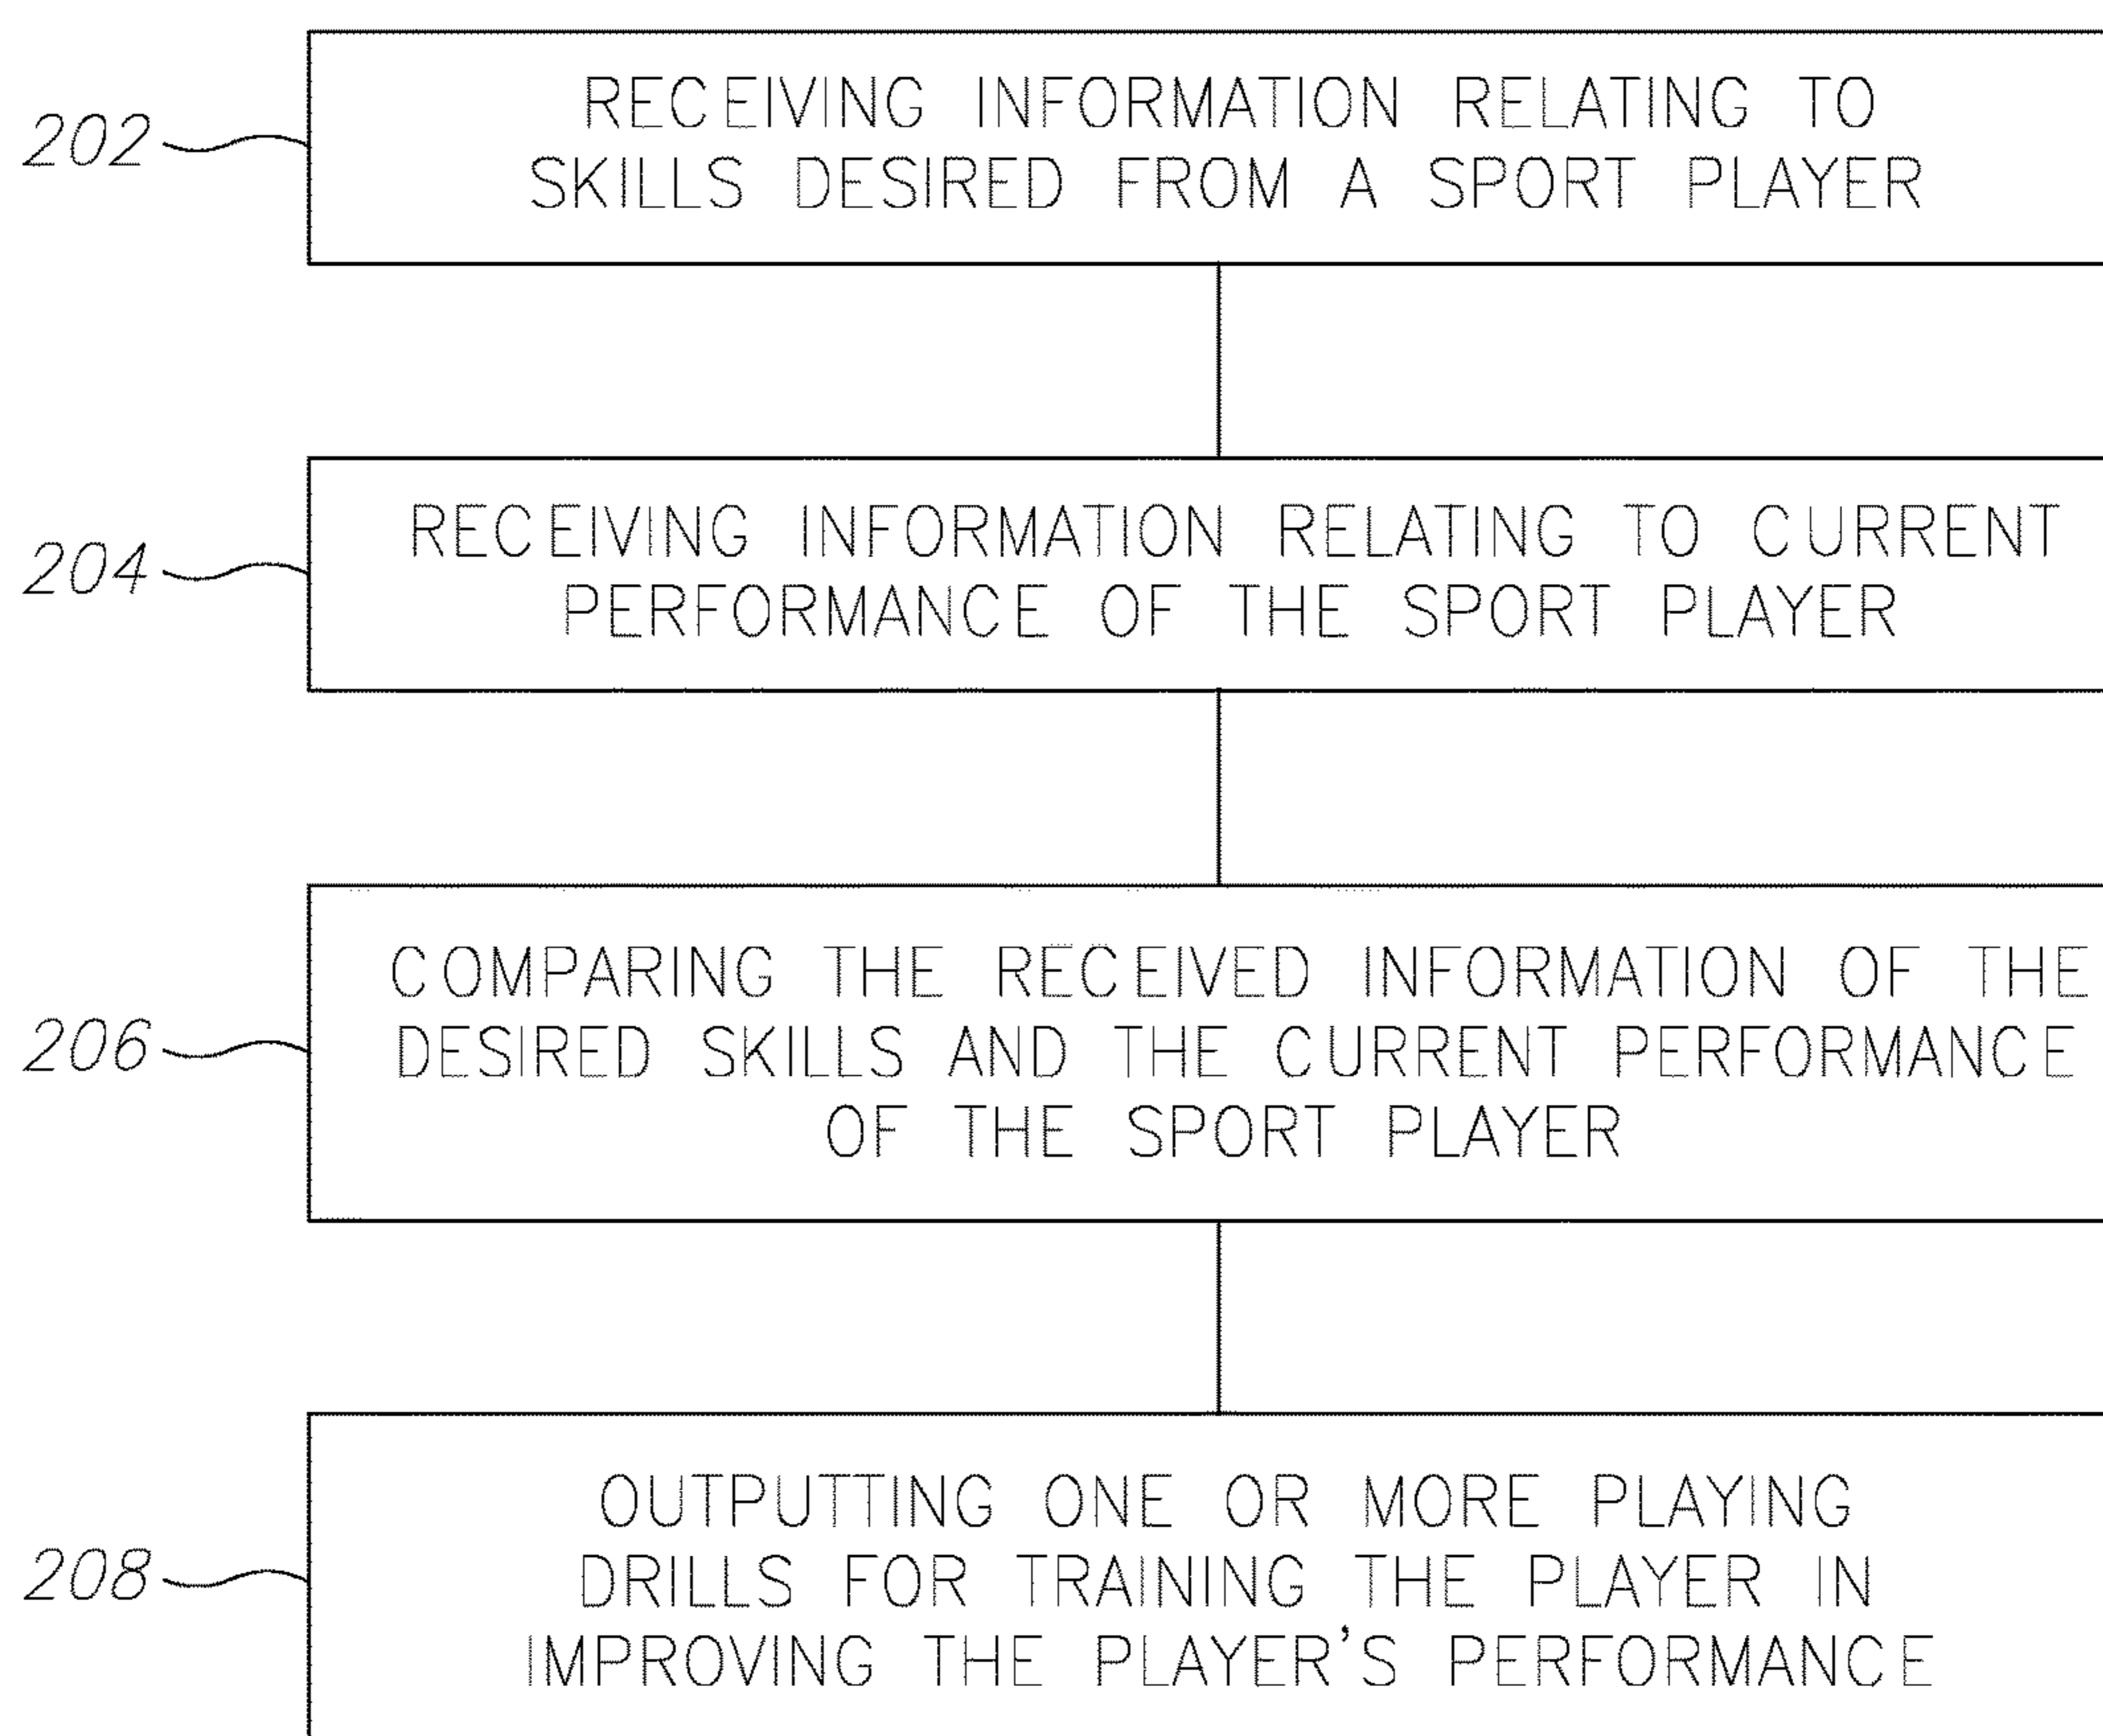 202
RECEIVING INFORMATION RELATING TO
SKILLS DESIRED FROM A SPORT PLAYER
204
RECEIVING INFORMATION RELATING TO CURRENT
PERFORMANCE OF THE SPORT PLAYER
206
COMPARING THE RECEIVED INFORMATION OF THE
DESIRED SKILLS AND THE CURRENT PERFORMANCE
OF THE SPORT PLAYER
208
OUTPUTTING ONE OR MORE PLAYING
DRILLS FOR TRAINING THE PLAYER IN
IMPROVING THE PLAYER'S PERFORMANCE